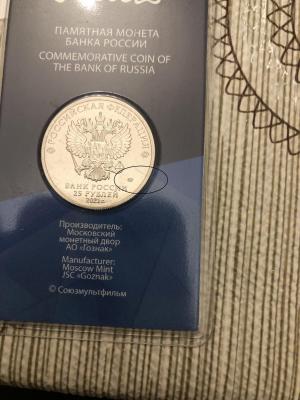 ПАМЯТНАЯ МОНЕТА
БАНКА РОССИИ
COMMEMORATIVE COIN OF
THE BANK OF RUSSIA
РОССИЙСКАЯ ФЕДЕРАЦИЯ
БАНК РОССИИ
25 РУБЛЕЙ
2022г.
Производитель:
Московский
монетный двор
АО «Гознак»
Manufacturer:
Moscow Mint
JSC «Goznak»
© Союзмультфильм